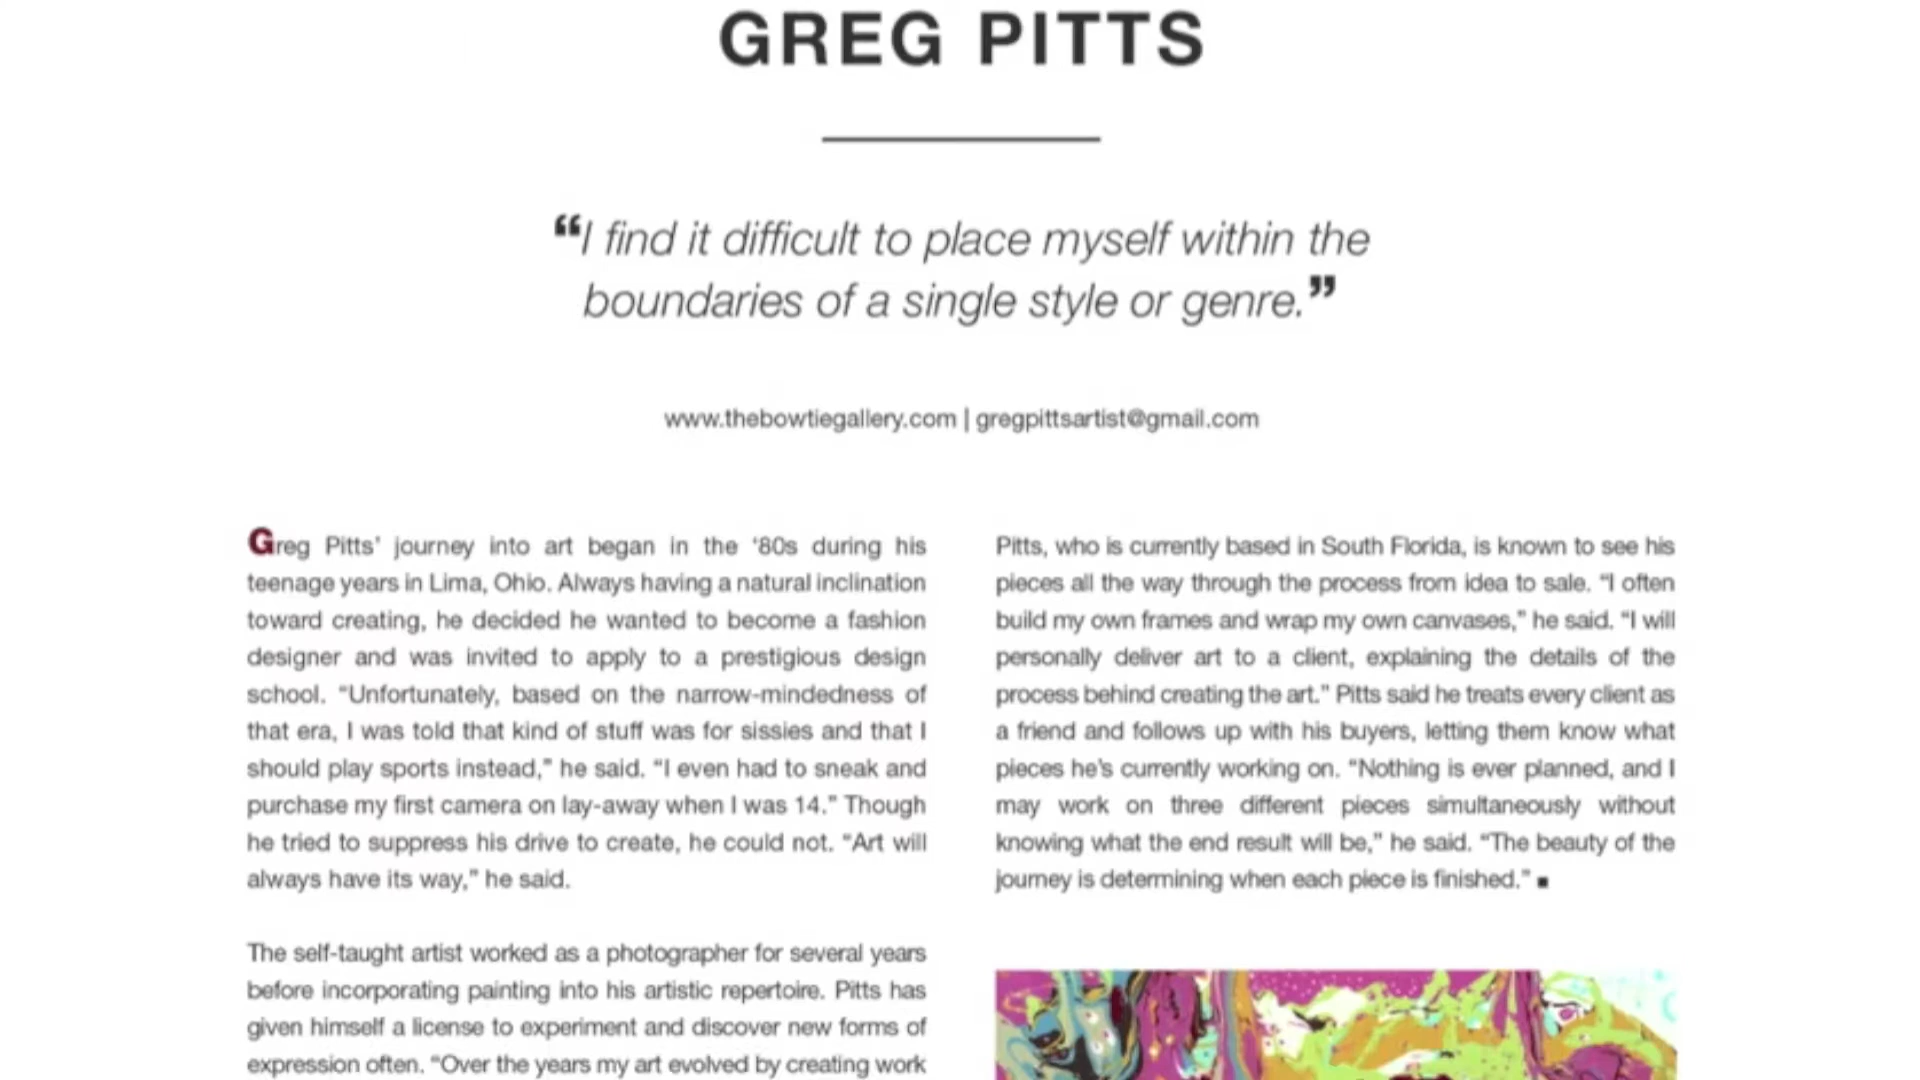 GREG PITTS
“I find it difficult to place myself within the
boundaries of a single style or genre.”
www.thebowtiegallery.com | gregpittsartist@gmail.com
Greg Pitts’ journey into art began in the ‘80s during his
teenage years in Lima, Ohio. Always having a natural inclination
toward creating, he decided he wanted to become a fashion
designer and was invited to apply to a prestigious design
school. “Unfortunately, based on the narrow-mindedness of
that era, I was told that kind of stuff was for sissies and that I
should play sports instead,” he said. “I even had to sneak and
purchase my first camera on lay-away when I was 14.” Though
he tried to suppress his drive to create, he could not. “Art will
always have its way,” he said.
The self-taught artist worked as a photographer for several years
before incorporating painting into his artistic repertoire. Pitts has
given himself a license to experiment and discover new forms of
expression often. “Over the years my art evolved by creating work
Pitts, who is currently based in South Florida, is known to see his
pieces all the way through the process from idea to sale. “I often
build my own frames and wrap my own canvases,” he said. “I will
personally deliver art to a client, explaining the details of the
process behind creating the art.” Pitts said he treats every client as
a friend and follows up with his buyers, letting them know what
pieces he’s currently working on. “Nothing is ever planned, and I
may work on three different pieces simultaneously without
knowing what the end result will be,” he said. “The beauty of the
journey is determining when each piece is finished.” ■